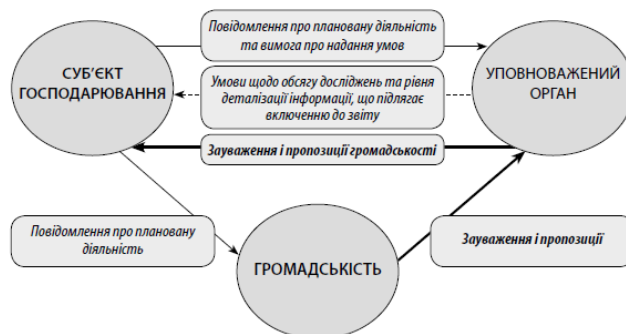 Повідомлення про плановану діяльність
та вимога про надання умов
СУБ'ЄКТ
ГОСПОДАРЮВАННЯ
Умови щодо обсягу досліджень та рівня
деталізації інформації, що підлягає
включенню до звіту
УПОВНОВАЖЕНИЙ
ОРГАН
Зауваження і пропозиції громадськості
Повідомлення про плановану
діяльність
Зауваження і пропозиції
ГРОМАДСЬКІСТЬ